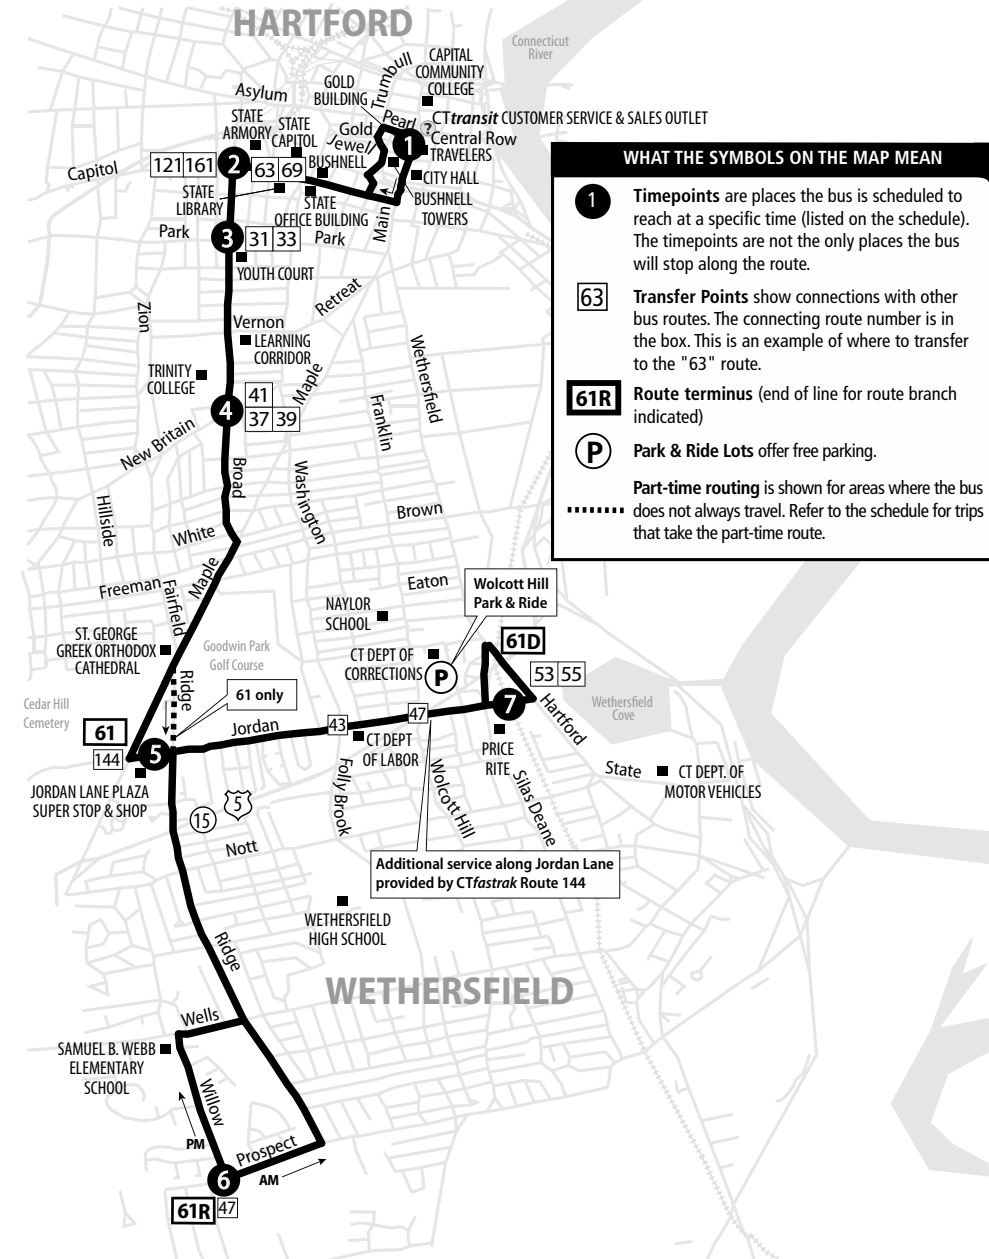 HARTFORD
Connecticut
River
Trumbull
CAPITAL
COMMUNITY
COLLEGE
GOLD
BUILDING
Asylum
Pearl
?
CTtransit CUSTOMER SERVICE & SALES OUTLET
STATE
ARMORY
STATE
CAPITOL
Gold
Jewell
1
Central Row
TRAVELERS
Capitol
121 161
2
63 69
BUSHNELL
CITY HALL
STATE
LIBRARY
STATE
OFFICE BUILDING
Main
BUSHNELL
TOWERS
Park
3
31 33
Park
YOUTH COURT
Retreat
Zion
Vernon
LEARNING
CORRIDOR
Wethersfield
TRINITY
COLLEGE
Maple
41
4
37 39
Franklin
New Britain
Broad
Washington
Hillside
White
Brown
Freeman
Fairfield
Maple
Eaton
Wolcott Hill
Park & Ride
NAYLOR
SCHOOL
ST. GEORGE
GREEK ORTHODOX
CATHEDRAL
Goodwin Park
Golf Course
CT DEPT OF
CORRECTIONS
P
61D
53 55
Ridge
61 only
Cedar Hill
Cemetery
7
Hartford
Wethersfield
Cove
61
Jordan
43
47
144
5
CT DEPT
OF LABOR
PRICE
RITE
JORDAN LANE PLAZA
SUPER STOP & SHOP
State
CT DEPT. OF
MOTOR VEHICLES
Folly Brook
Wolcott Hill
Silas Deane
15
5
Nott
Additional service along Jordan Lane
provided by CTfastrak Route 144
WETHERSFIELD
HIGH SCHOOL
Ridge
WETHERSFIELD
Wells
SAMUEL B. WEBB
ELEMENTARY
SCHOOL
Willow
PM
Prospect
AM
6
61R
47
WHAT THE SYMBOLS ON THE MAP MEAN
1
Timepoints are places the bus is scheduled to
reach at a specific time (listed on the schedule).
The timepoints are not the only places the bus
will stop along the route.
63
Transfer Points show connections with other
bus routes. The connecting route number is in
the box. This is an example of where to transfer
to the "63" route.
61R
Route terminus (end of line for route branch
indicated)
P
Park & Ride Lots offer free parking.
Part-time routing is shown for areas where the bus
does not always travel. Refer to the schedule for trips
that take the part-time route.